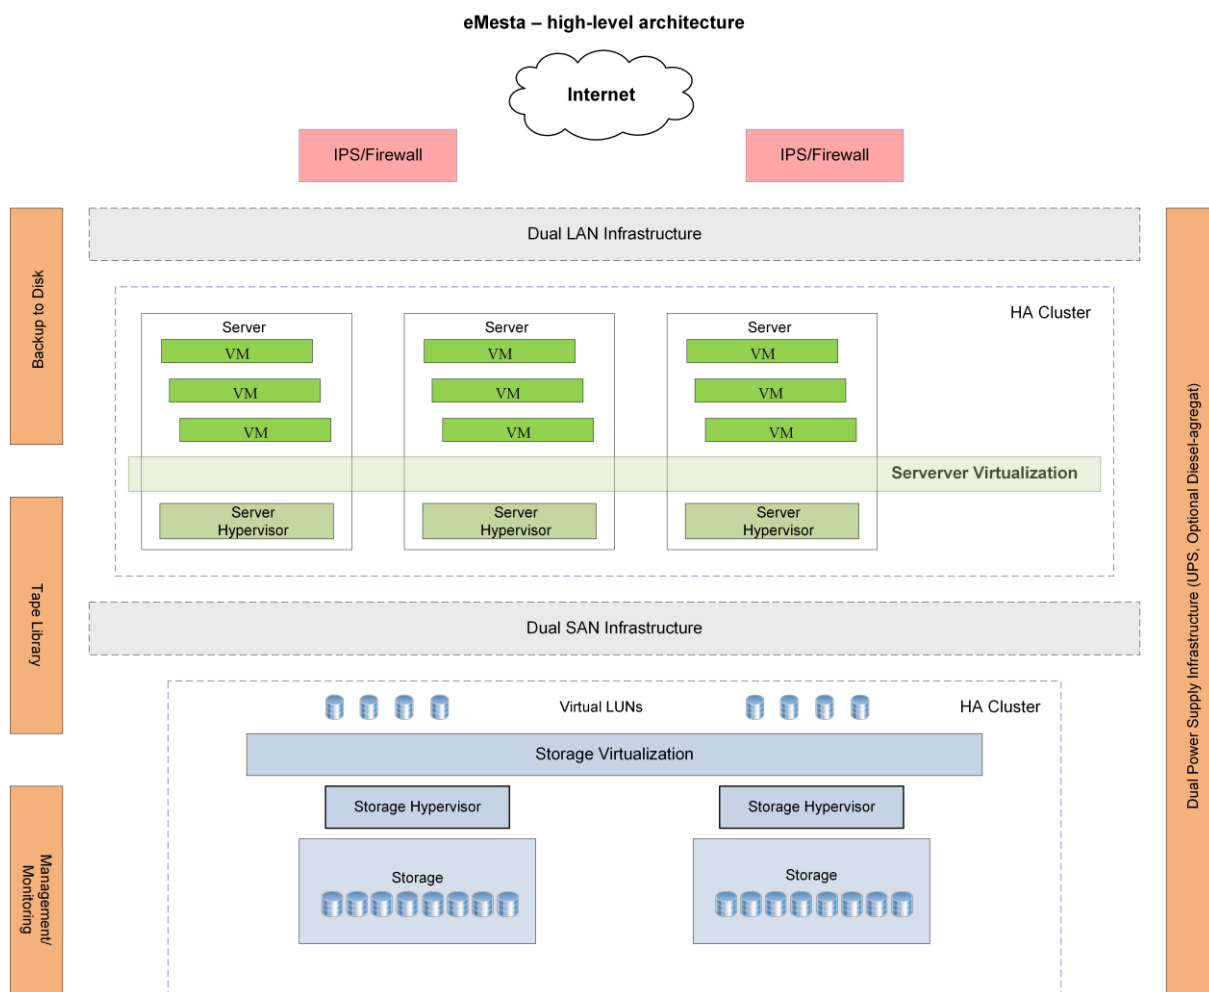 eMesta – high-level architecture
Internet
IPS/Firewall
IPS/Firewall
Dual LAN Infrastructure
Backup to Disk
HA Cluster
Server
VM
VM
VM
Server
VM
VM
VM
Server
VM
VM
VM
Serverver Virtualization
Server
Hypervisor
Server
Hypervisor
Server
Hypervisor
Tape Library
Dual SAN Infrastructure
Virtual LUNs
HA Cluster
Storage Virtualization
Storage Hypervisor
Storage Hypervisor
Storage
Storage
Management/
Monitoring
Dual Power Supply Infrastructure (UPS, Optional Diesel-agregat)